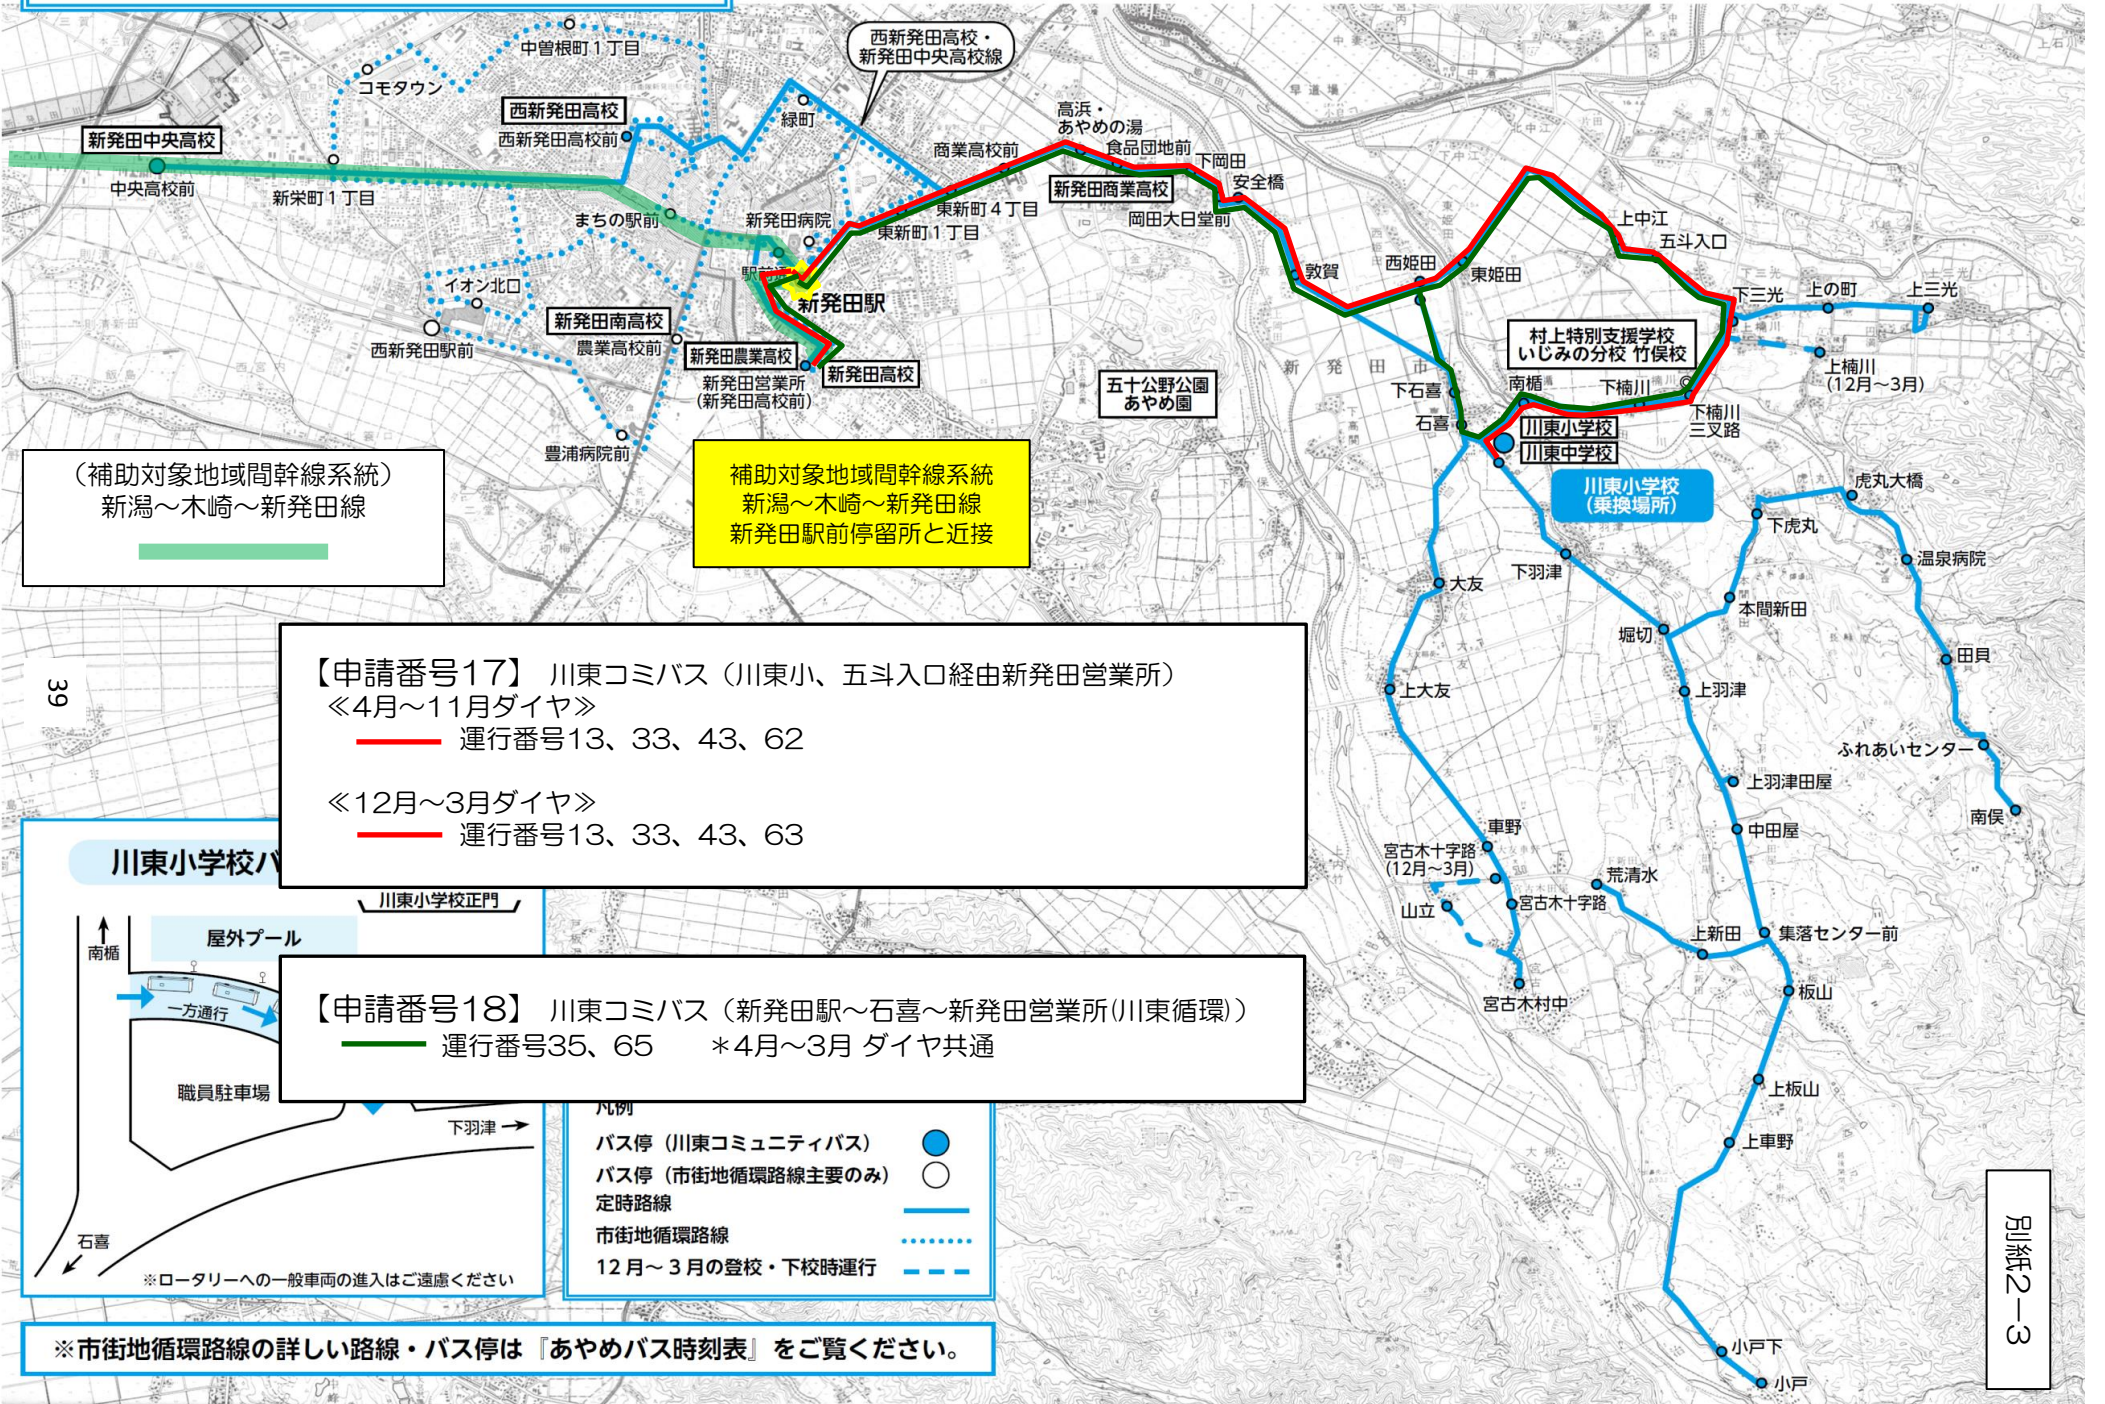 中曽根町1丁目
コモタウン
西新発田高校・
新発田中央高校線
西新発田高校
西新発田高校前
緑町
新発田中央高校
中央高校前
新栄町1丁目
まちの駅前
新発田病院
駅前通
新発田駅
商業高校前
高浜・
あやめの湯
食品団地前
新発田商業高校
東新町4丁目
東新町1丁目
下岡田
安全橋
岡田大日堂前
敦賀
西姫田
東姫田
上中江
五斗入口
下三光
上の町
上三光
上楠川
(12月～3月)
村上特別支援学校
いじみの分校 竹俣校
南楯
下楠川
下楠川
三叉路
下石喜
石喜
川東小学校
川東中学校
川東小学校
(乗換場所)
イオン北口
西新発田駅前
新発田南高校
農業高校前
新発田農業高校
新発田営業所
(新発田高校前)
新発田高校
豊浦病院前
五十公野公園
あやめ園
新発田市
(補助対象地域間幹線系統)
新潟～木崎～新発田線
補助対象地域間幹線系統
新潟～木崎～新発田線
新発田駅前停留所と近接
虎丸大橋
下虎丸
温泉病院
本間新田
田貝
ふれあいセンター
南俣
下羽津
堀切
上羽津
上羽津田屋
中田屋
大友
上大友
車野
宮古木十字路
(12月～3月)
宮古木十字路
山立
宮古木村中
荒清水
上新田
集落センター前
板山
上板山
上車野
小戸下
小戸
39
【申請番号17】 川東コミバス（川東小、五斗入口経由新発田営業所）
≪4月～11月ダイヤ≫
運行番号13、33、43、62
≪12月～3月ダイヤ≫
運行番号13、33、43、63
【申請番号18】 川東コミバス（新発田駅～石喜～新発田営業所(川東循環)）
運行番号35、65 ＊4月～3月 ダイヤ共通
川東小学校バ
川東小学校正門
南楯
屋外プール
一方通行
職員駐車場
下羽津
石喜
※ロータリーへの一般車両の進入はご遠慮ください
凡例
バス停（川東コミュニティバス）
バス停（市街地循環路線主要のみ）
定時路線
市街地循環路線
12月～3月の登校・下校時運行
※市街地循環路線の詳しい路線・バス停は『あやめバス時刻表』をご覧ください。
別紙2－3